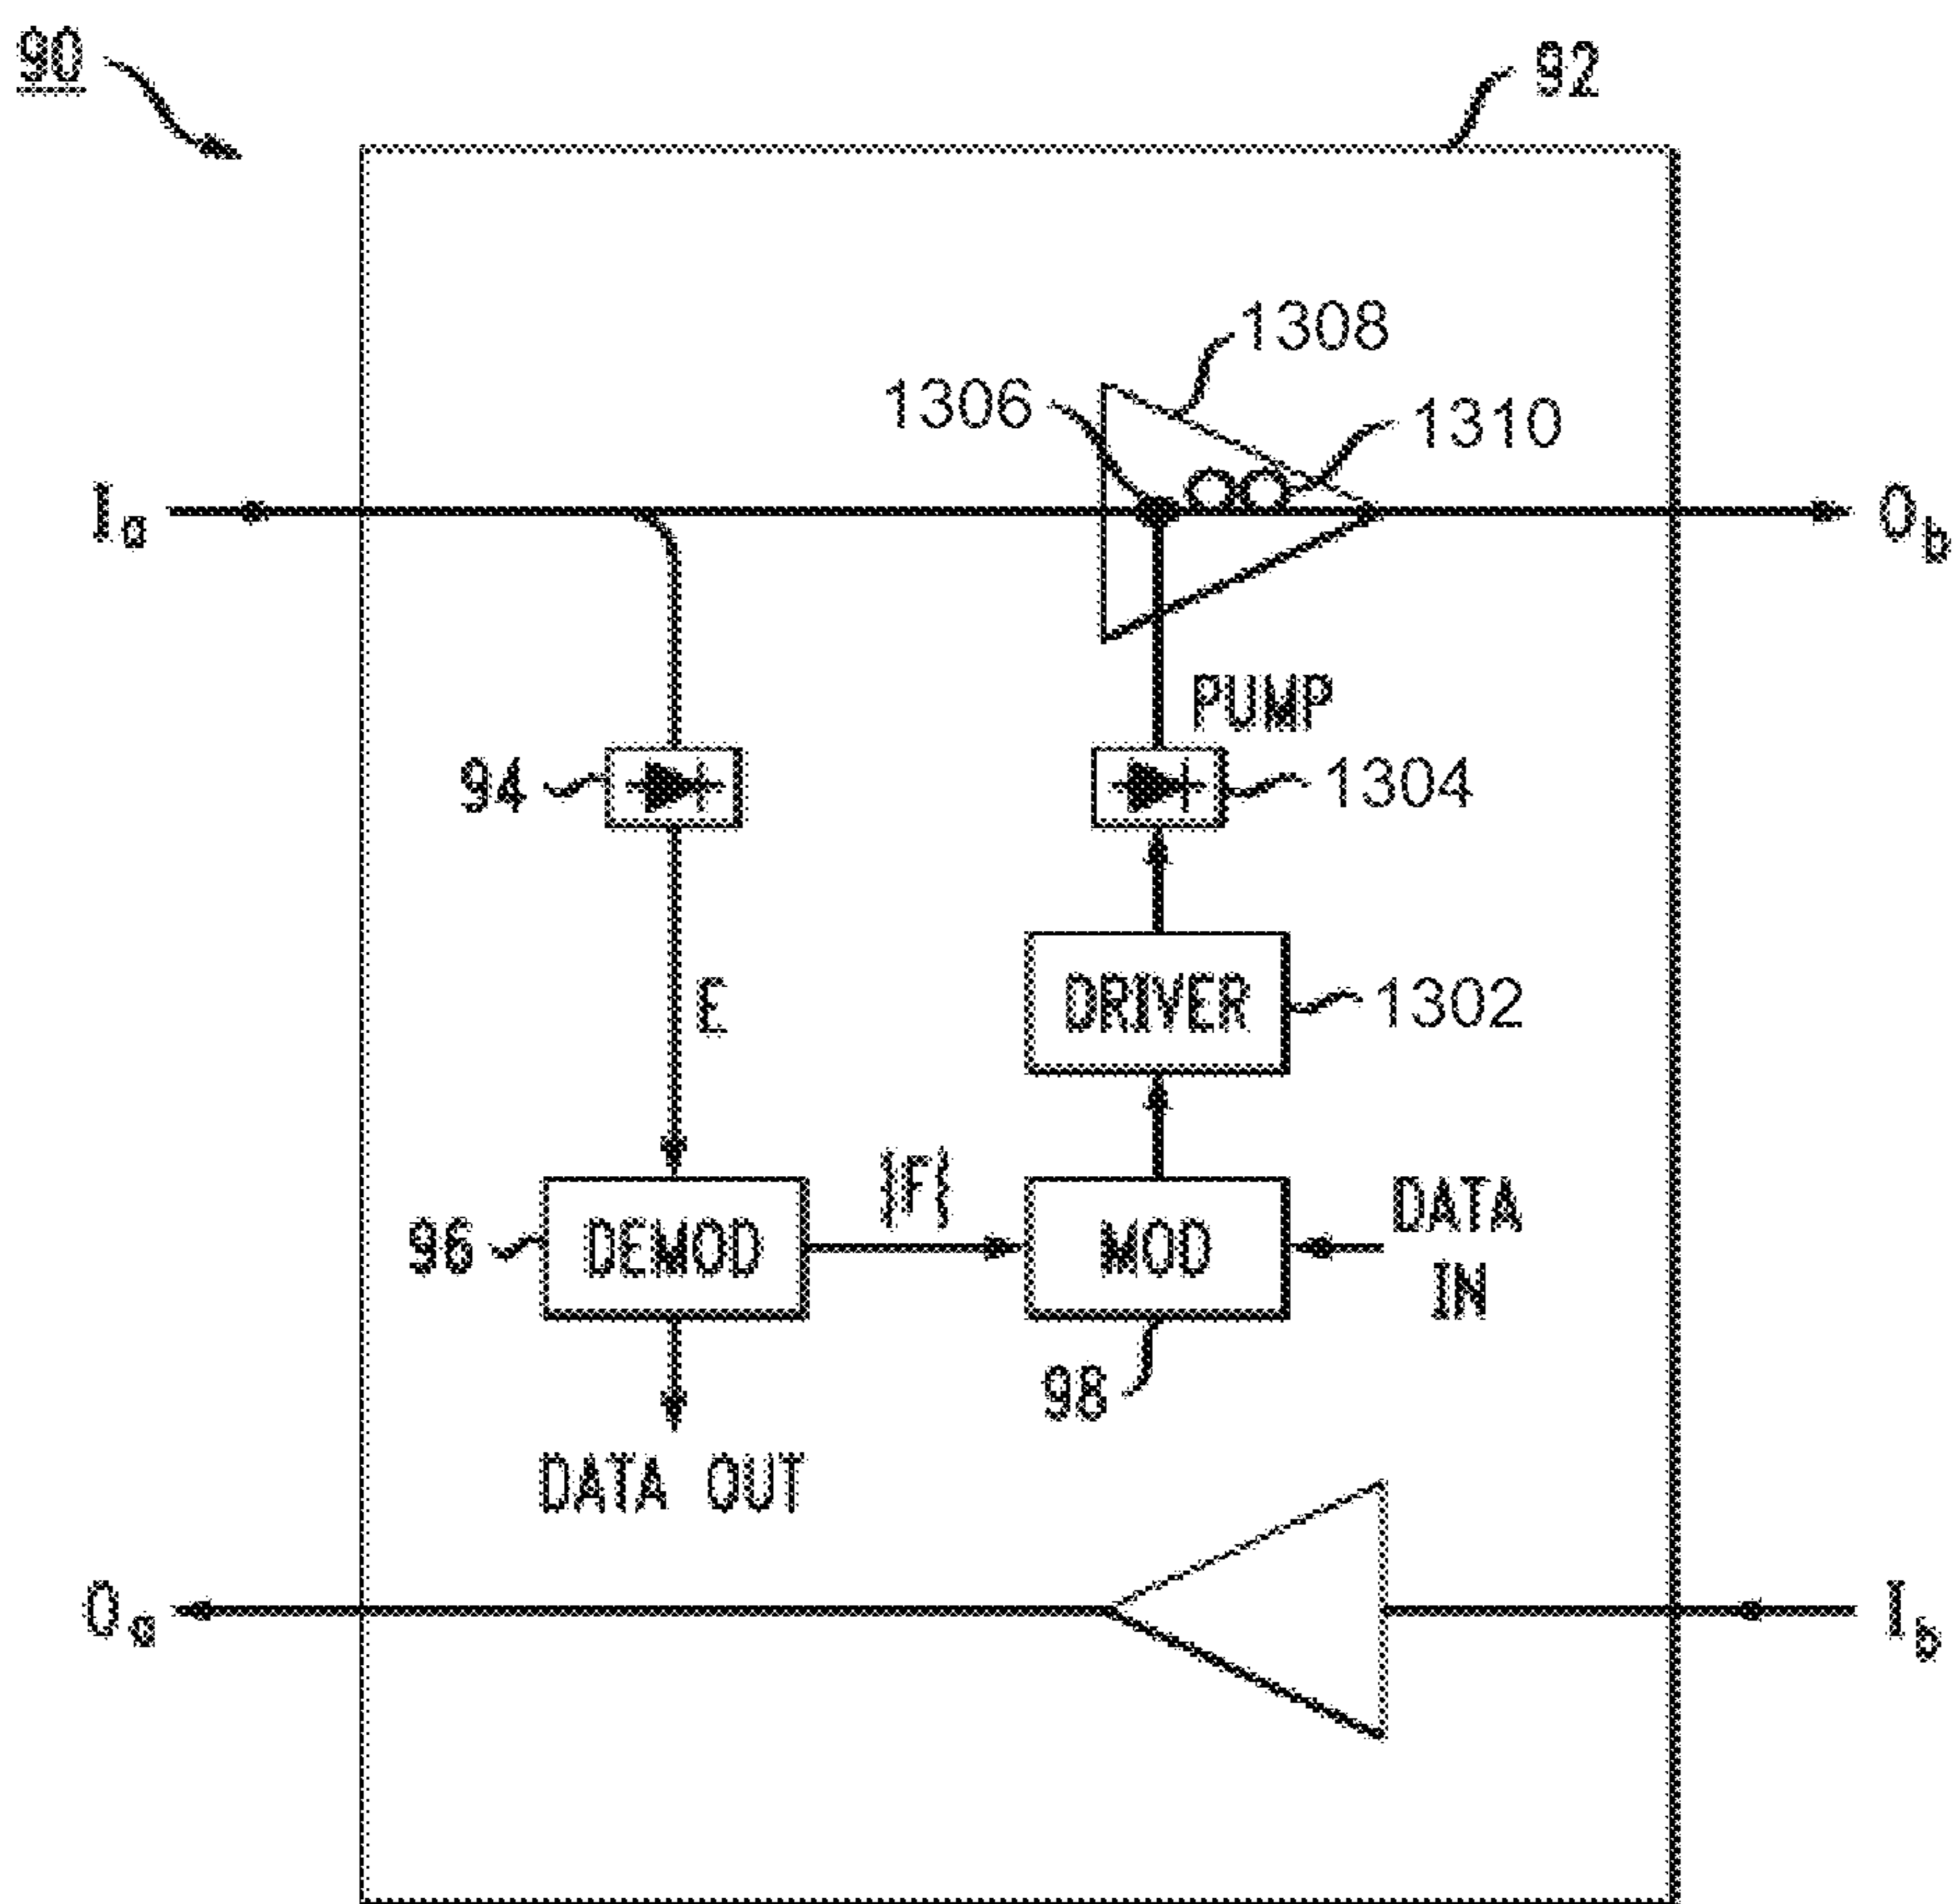 90
92
1308
1306
1310
Ia
Ob
PUMP
94
1304
E
DRIVER
1302
{F}
DATA
IN
96
DEMOD
MOD
98
DATA OUT
Oa
Ib